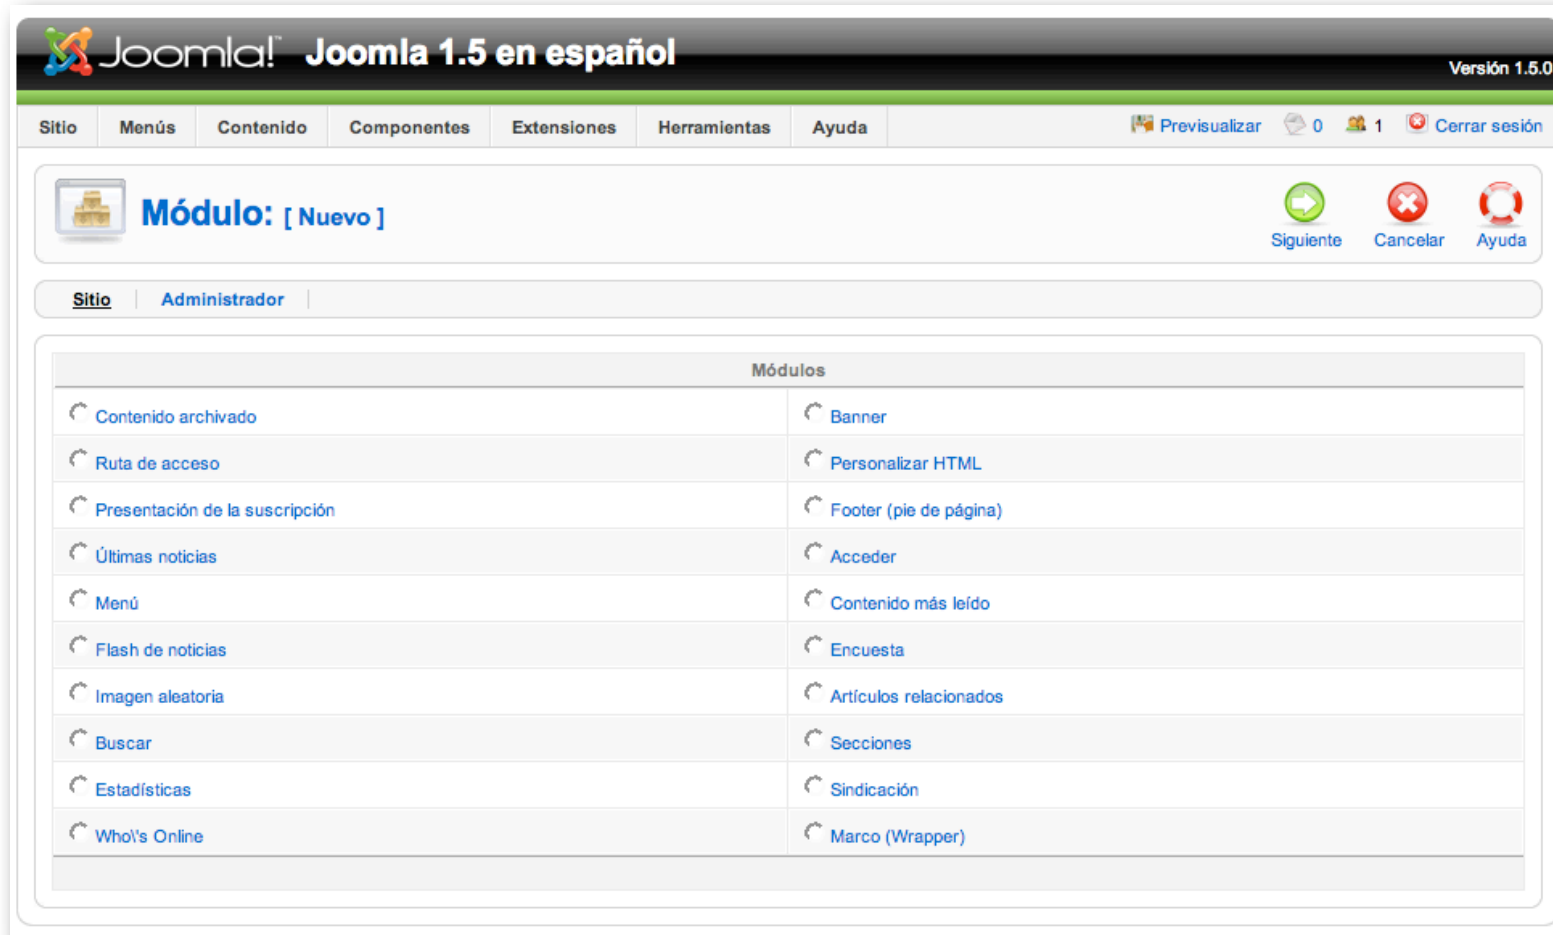 Joomla!™ Joomla 1.5 en español
Versión 1.5.0
Sitio Menús Contenido Componentes Extensiones Herramientas Ayuda Previsualizar 0 1 Cerrar sesión
Módulo: [ Nuevo ]
Siguiente Cancelar Ayuda
Sitio Administrador
Módulos
Contenido archivado Banner
Ruta de acceso Personalizar HTML
Presentación de la suscripción Footer (pie de página)
Últimas noticias Acceder
Menú Contenido más leído
Flash de noticias Encuesta
Imagen aleatoria Artículos relacionados
Buscar Secciones
Estadísticas Sindicación
Who\'s Online Marco (Wrapper)